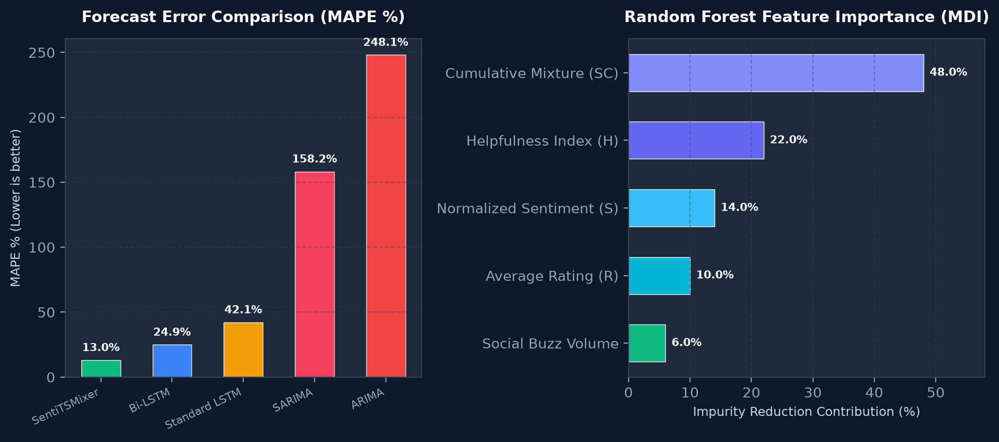 Forecast Error Comparison (MAPE %)
MAPE % (Lower is better)
250
200
150
100
50
0
13.0%
24.9%
42.1%
158.2%
248.1%
SentiTSMixer
Bi-LSTM
Standard LSTM
SARIMA
ARIMA
Random Forest Feature Importance (MDI)
Cumulative Mixture (SC)
48.0%
Helpfulness Index (H)
22.0%
Normalized Sentiment (S)
14.0%
Average Rating (R)
10.0%
Social Buzz Volume
6.0%
0
10
20
30
40
50
Impurity Reduction Contribution (%)